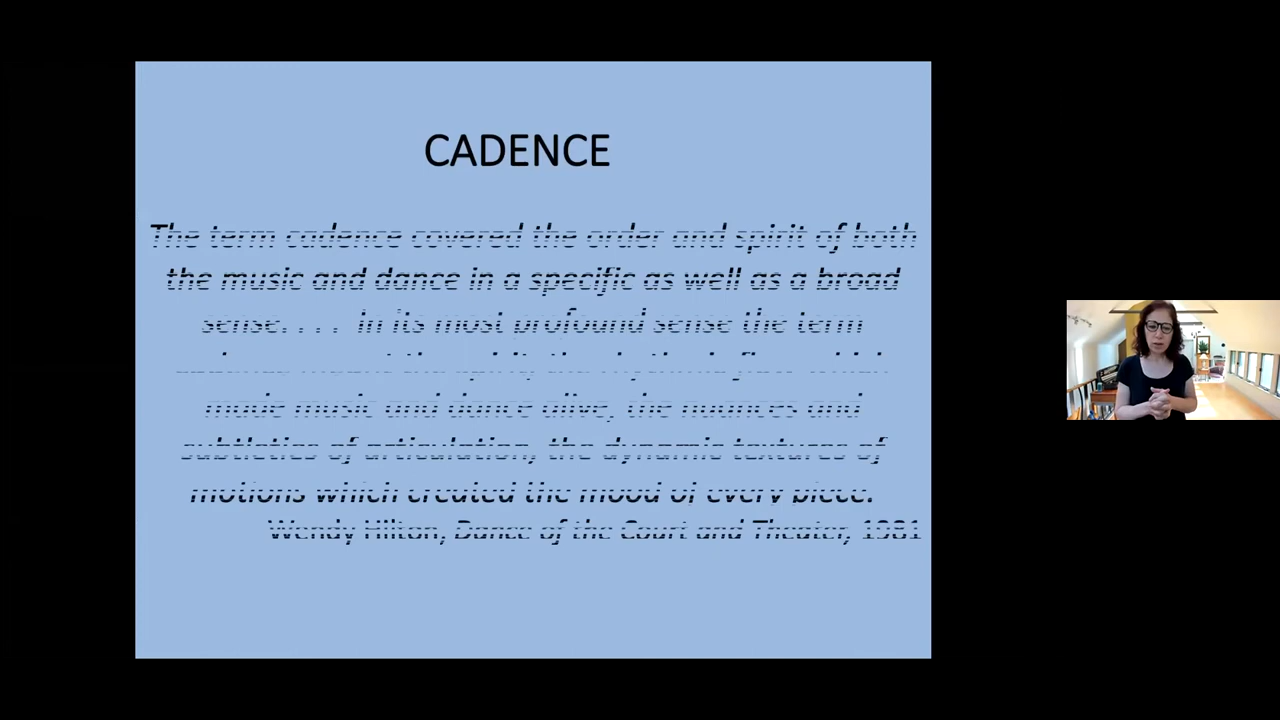 CADENCE
The term cadence covered the order and spirit of both
the music and dance in a specific as well as a broad
sense. . . . In its most profound sense the term
made music and dance alive, the nuances and
subtleties of articulation, the dynamic textures of
motions which created the mood of every piece.
Wendy Hilton, Dance of the Court and Theater, 1981